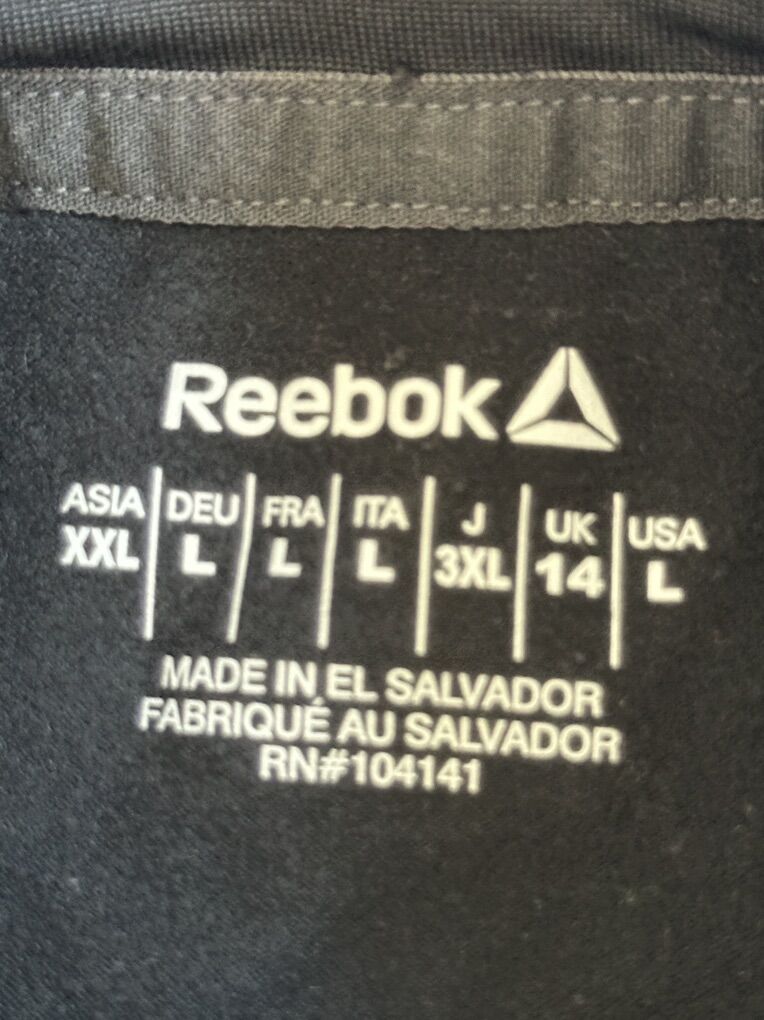 Reebok
ASIA DEU FRA ITA J UK USA
XXL L L L 3XL 14 L
MADE IN EL SALVADOR
FABRIQUÉ AU SALVADOR
RN#104141